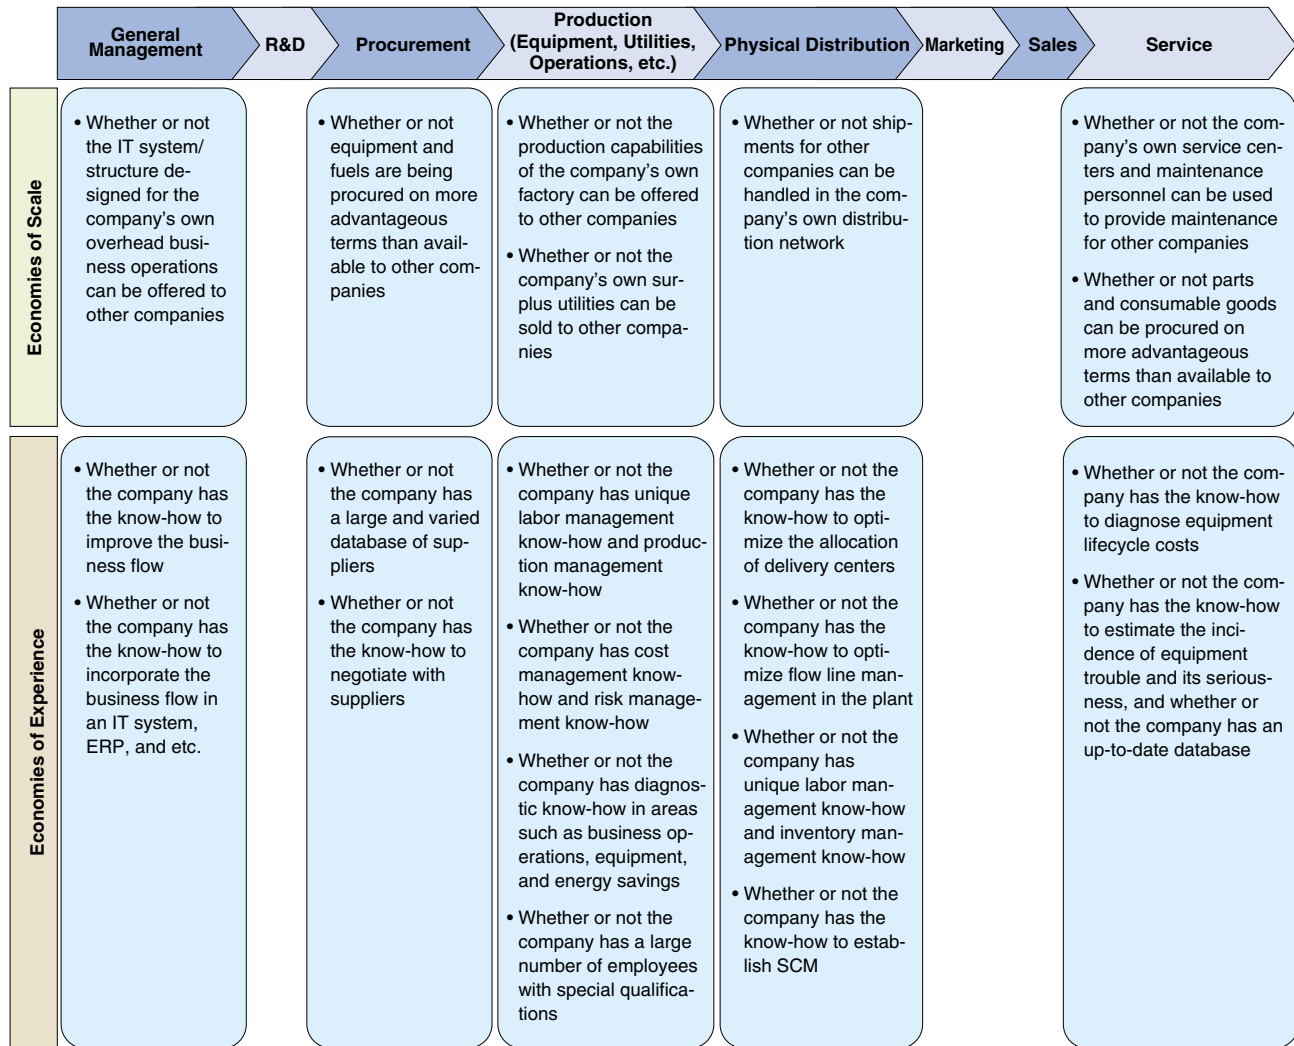 General
Management
R&D
Procurement
Production
(Equipment, Utilities,
Operations, etc.)
Physical Distribution
Marketing
Sales
Service
Economies of Scale
• Whether or not
the IT system/
structure de-
signed for the
company’s own
overhead busi-
ness operations
can be offered to
other companies
• Whether or not
equipment and
fuels are being
procured on more
advantageous
terms than avail-
able to other com-
panies
• Whether or not the
production capabilities
of the company’s own
factory can be offered
to other companies
• Whether or not the
company’s own sur-
plus utilities can be
sold to other compa-
nies
• Whether or not ship-
ments for other
companies can be
handled in the com-
pany’s own distribu-
tion network
• Whether or not the com-
pany’s own service cen-
ters and maintenance
personnel can be used
to provide maintenance
for other companies
• Whether or not parts
and consumable goods
can be procured on
more advantageous
terms than available to
other companies
Economies of Experience
• Whether or not
the company has
the know-how to
improve the busi-
ness flow
• Whether or not
the company has
the know-how to
incorporate the
business flow in
an IT system,
ERP, and etc.
• Whether or not
the company has
a large and varied
database of sup-
pliers
• Whether or not
the company has
the know-how to
negotiate with
suppliers
• Whether or not the
company has unique
labor management
know-how and produc-
tion management
know-how
• Whether or not the
company has cost
management know-
how and risk manage-
ment know-how
• Whether or not the
company has diagnos-
tic know-how in areas
such as business op-
erations, equipment,
and energy savings
• Whether or not the
company has a large
number of employees
with special qualifica-
tions
• Whether or not the
company has the
know-how to opti-
mize the allocation
of delivery centers
• Whether or not the
company has the
know-how to opti-
mize flow line man-
agement in the plant
• Whether or not the
company has
unique labor man-
agement know-how
and inventory man-
agement know-how
• Whether or not the
company has the
know-how to estab-
lish SCM
• Whether or not the com-
pany has the know-how
to diagnose equipment
lifecycle costs
• Whether or not the com-
pany has the know-how
to estimate the inci-
dence of equipment
trouble and its serious-
ness, and whether or
not the company has an
up-to-date database